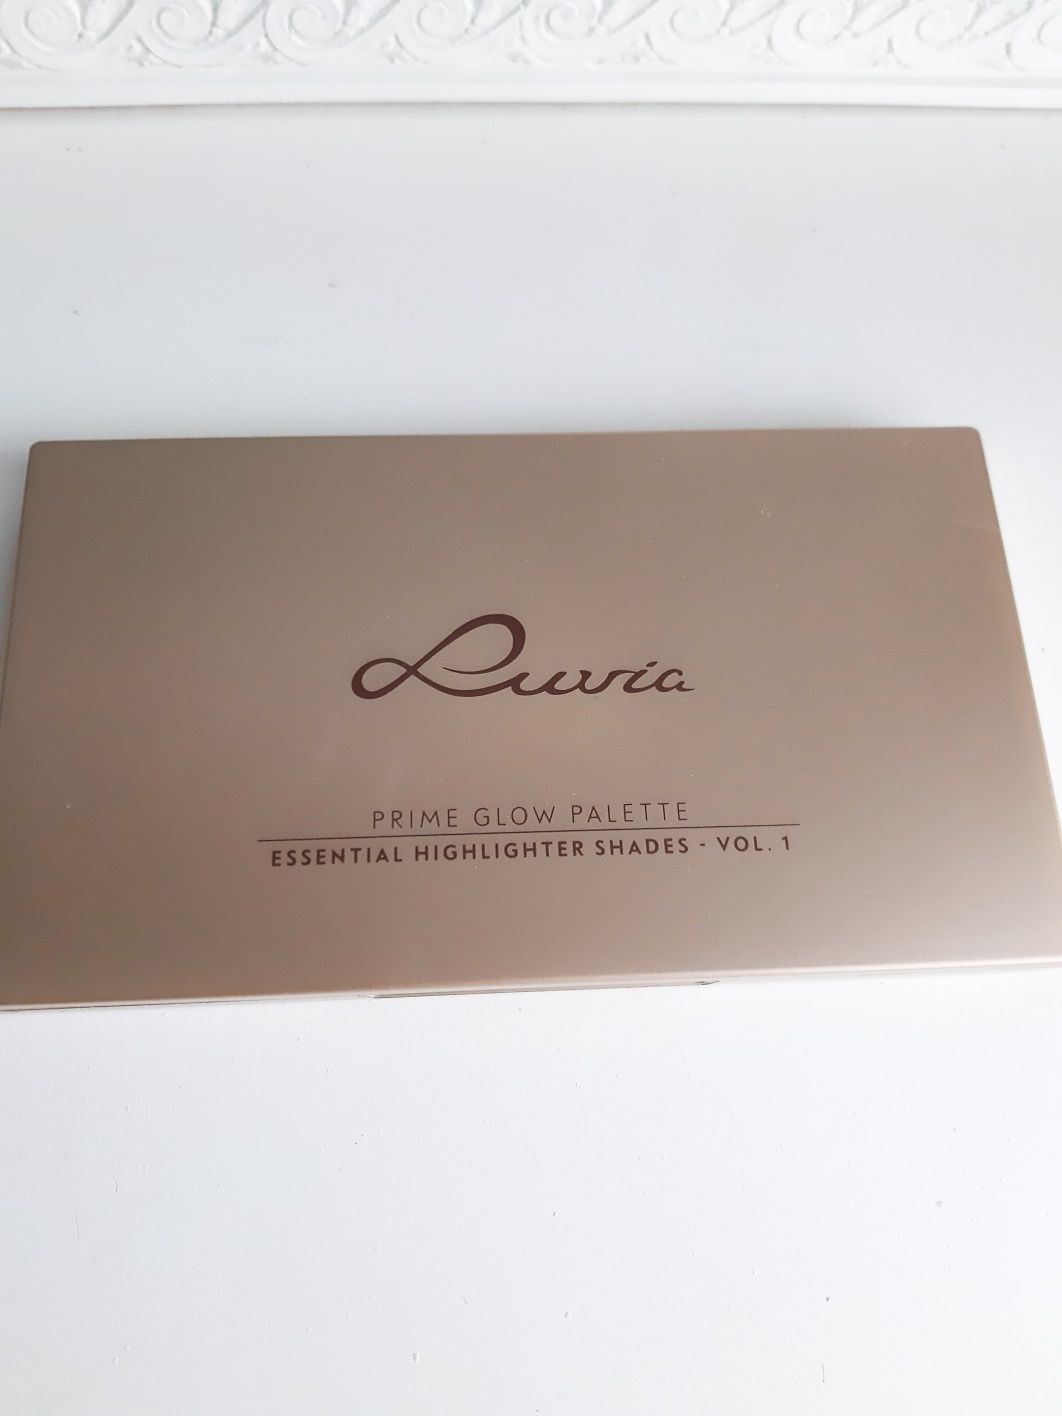 Luvia
PRIME GLOW PALETTE
ESSENTIAL HIGHLIGHTER SHADES - VOL. 1